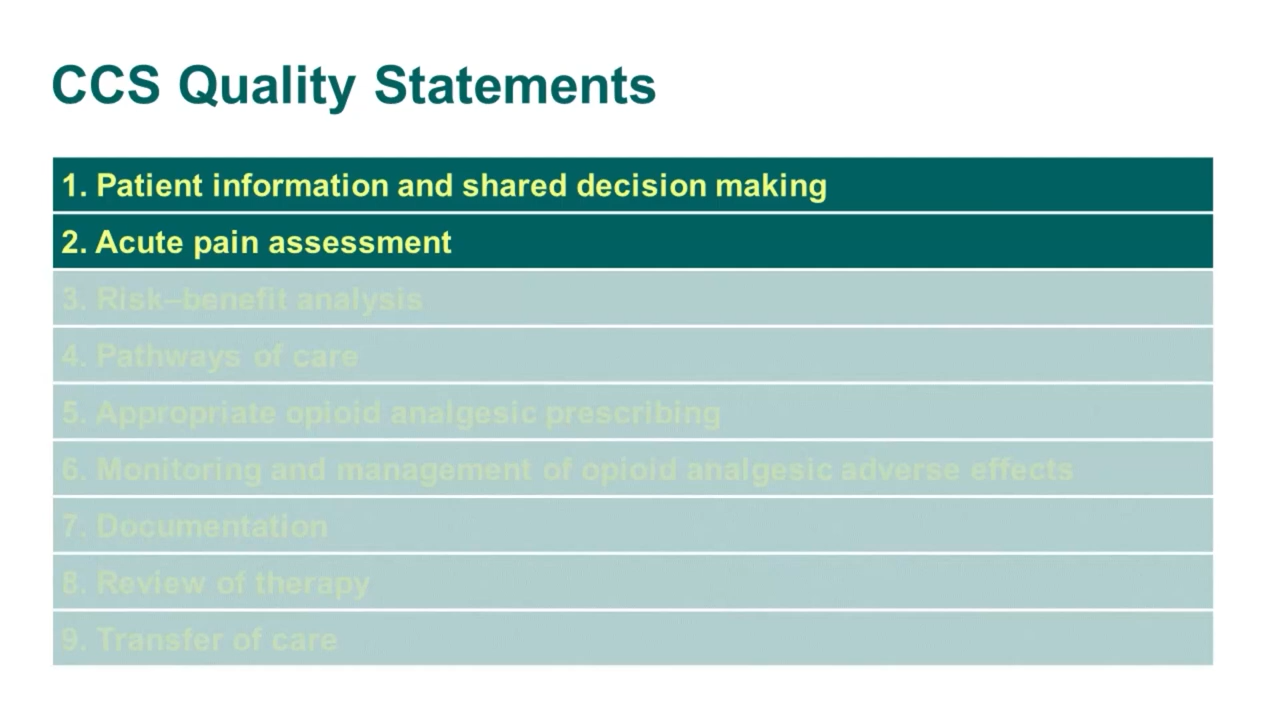 CCS Quality Statements
1. Patient information and shared decision making
2. Acute pain assessment
3. Risk–benefit analysis
4. Pathways of care
5. Appropriate opioid analgesic prescribing
6. Monitoring and management of opioid analgesic adverse effects
7. Documentation
8. Review of therapy
9. Transfer of care